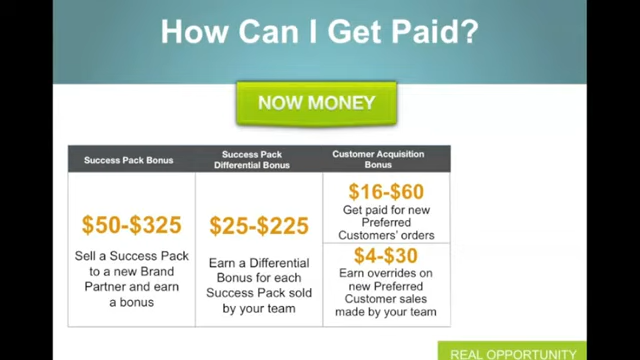 How Can I Get Paid?
NOW MONEY
Success Pack Bonus
Success Pack
Differential Bonus
Customer Acquisition
Bonus
$50-$325
Sell a Success Pack
to a new Brand
Partner and earn
a bonus
$25-$225
Earn a Differential
Bonus for each
Success Pack sold
by your team
$16-$60
Get paid for new
Preferred
Customers' orders
$4-$30
Earn overrides on
new Preferred
Customer sales
made by your team
REAL OPPORTUNITY